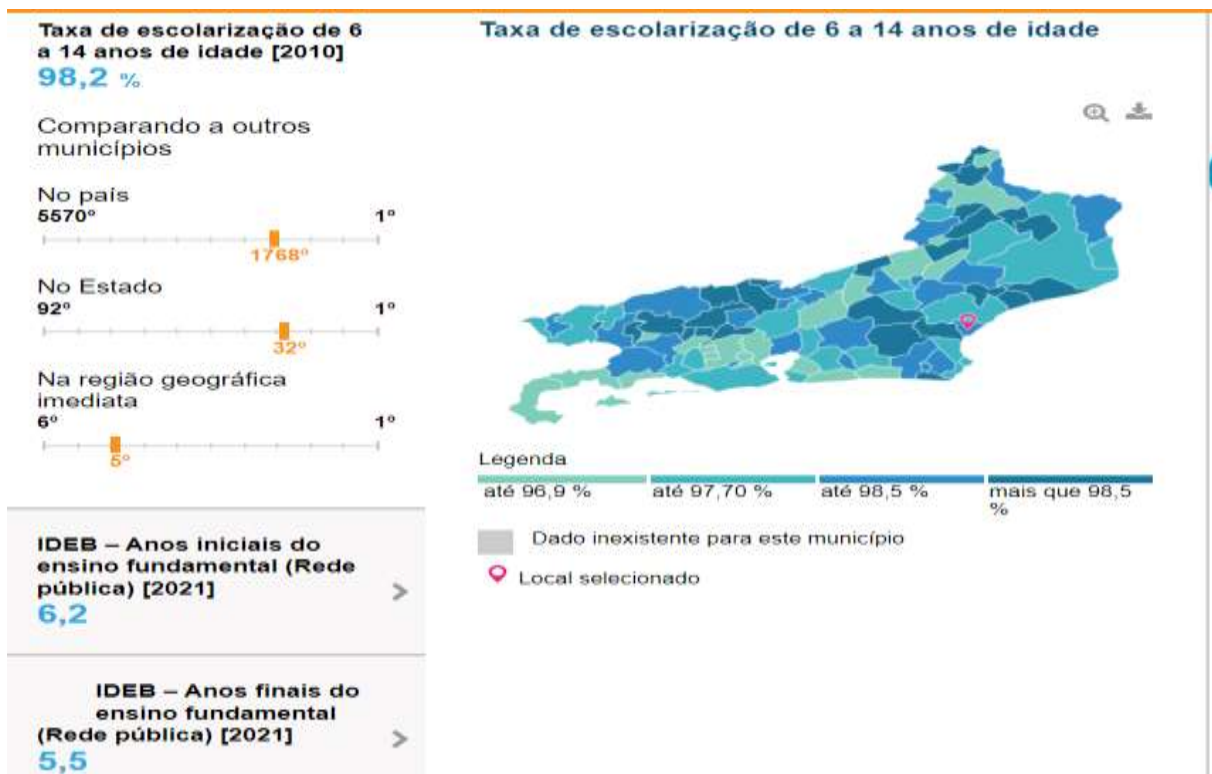 Taxa de escolarização de 6
a 14 anos de idade [2010]
98,2 %
Comparando a outros
municípios
No país
5570º
1º
1768º
No Estado
92º
1º
32º
Na região geográfica
imediata
6º
1º
5º
IDEB – Anos iniciais do
ensino fundamental (Rede
pública) [2021]
6,2
IDEB – Anos finais do
ensino fundamental
(Rede pública) [2021]
5,5
Taxa de escolarização de 6 a 14 anos de idade
Legenda
até 96,9 %
até 97,70 %
até 98,5 %
mais que 98,5
%
Dado inexistente para este município
Local selecionado